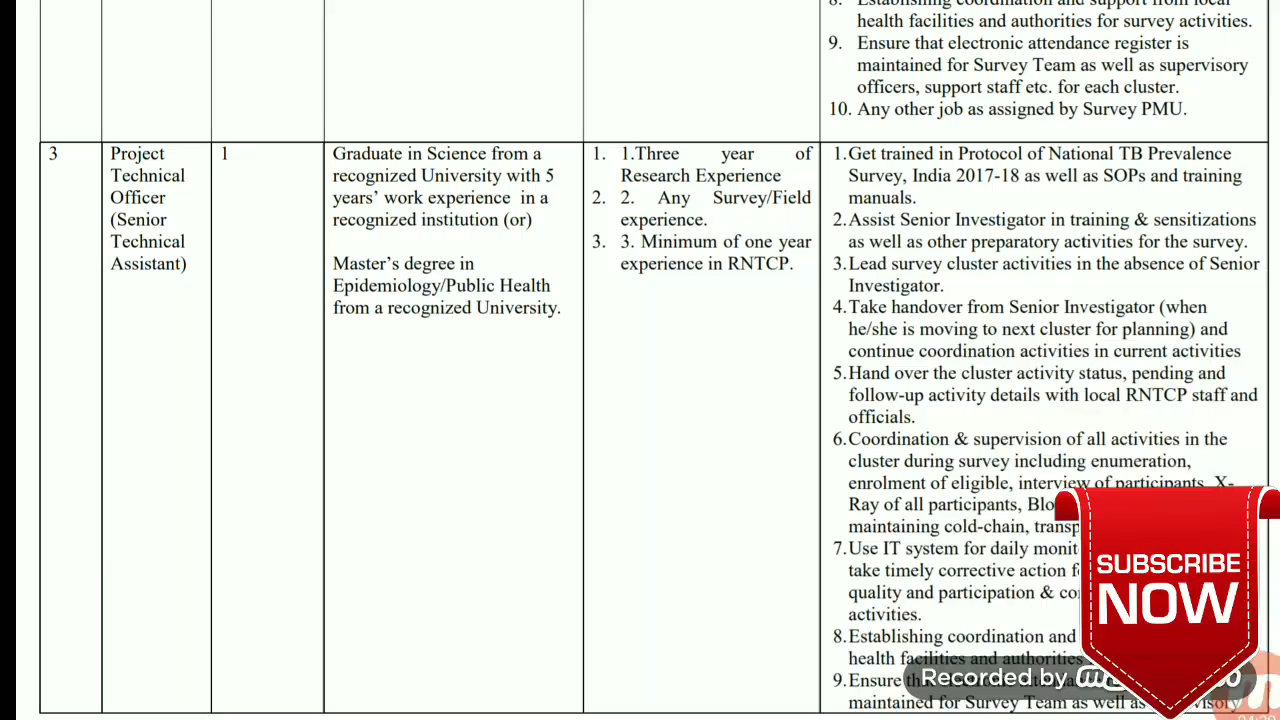 8. Establishing coordination and support from local
health facilities and authorities for survey activities.
9. Ensure that electronic attendance register is
maintained for Survey Team as well as supervisory
officers, support staff etc. for each cluster.
10. Any other job as assigned by Survey PMU.
3
Project
Technical
Officer
(Senior
Technical
Assistant)
1
Graduate in Science from a
recognized University with 5
years' work experience in a
recognized institution (or)
Master's degree in
Epidemiology/Public Health
from a recognized University.
1. 1.Three year of
Research Experience
2. 2. Any Survey/Field
experience.
3. 3. Minimum of one year
experience in RNTCP.
1.Get trained in Protocol of National TB Prevalence
Survey, India 2017-18 as well as SOPs and training
manuals.
2.Assist Senior Investigator in training & sensitizations
as well as other preparatory activities for the survey.
3.Lead survey cluster activities in the absence of Senior
Investigator.
4.Take handover from Senior Investigator (when
he/she is moving to next cluster for planning) and
continue coordination activities in current activities
5.Hand over the cluster activity status, pending and
follow-up activity details with local RNTCP staff and
officials.
6.Coordination & supervision of all activities in the
cluster during survey including enumeration,
enrolment of eligible, interview of participants, X-
Ray of all participants,
maintaining cold-chain,
7.Use IT system for daily
take timely corrective action
quality and participation &
activities.
8.Establishing coordination and
health facilities and authorities
9.Ensure
maintained for Survey Team as well as
SUBSCRIBE
NOW
Recorded by